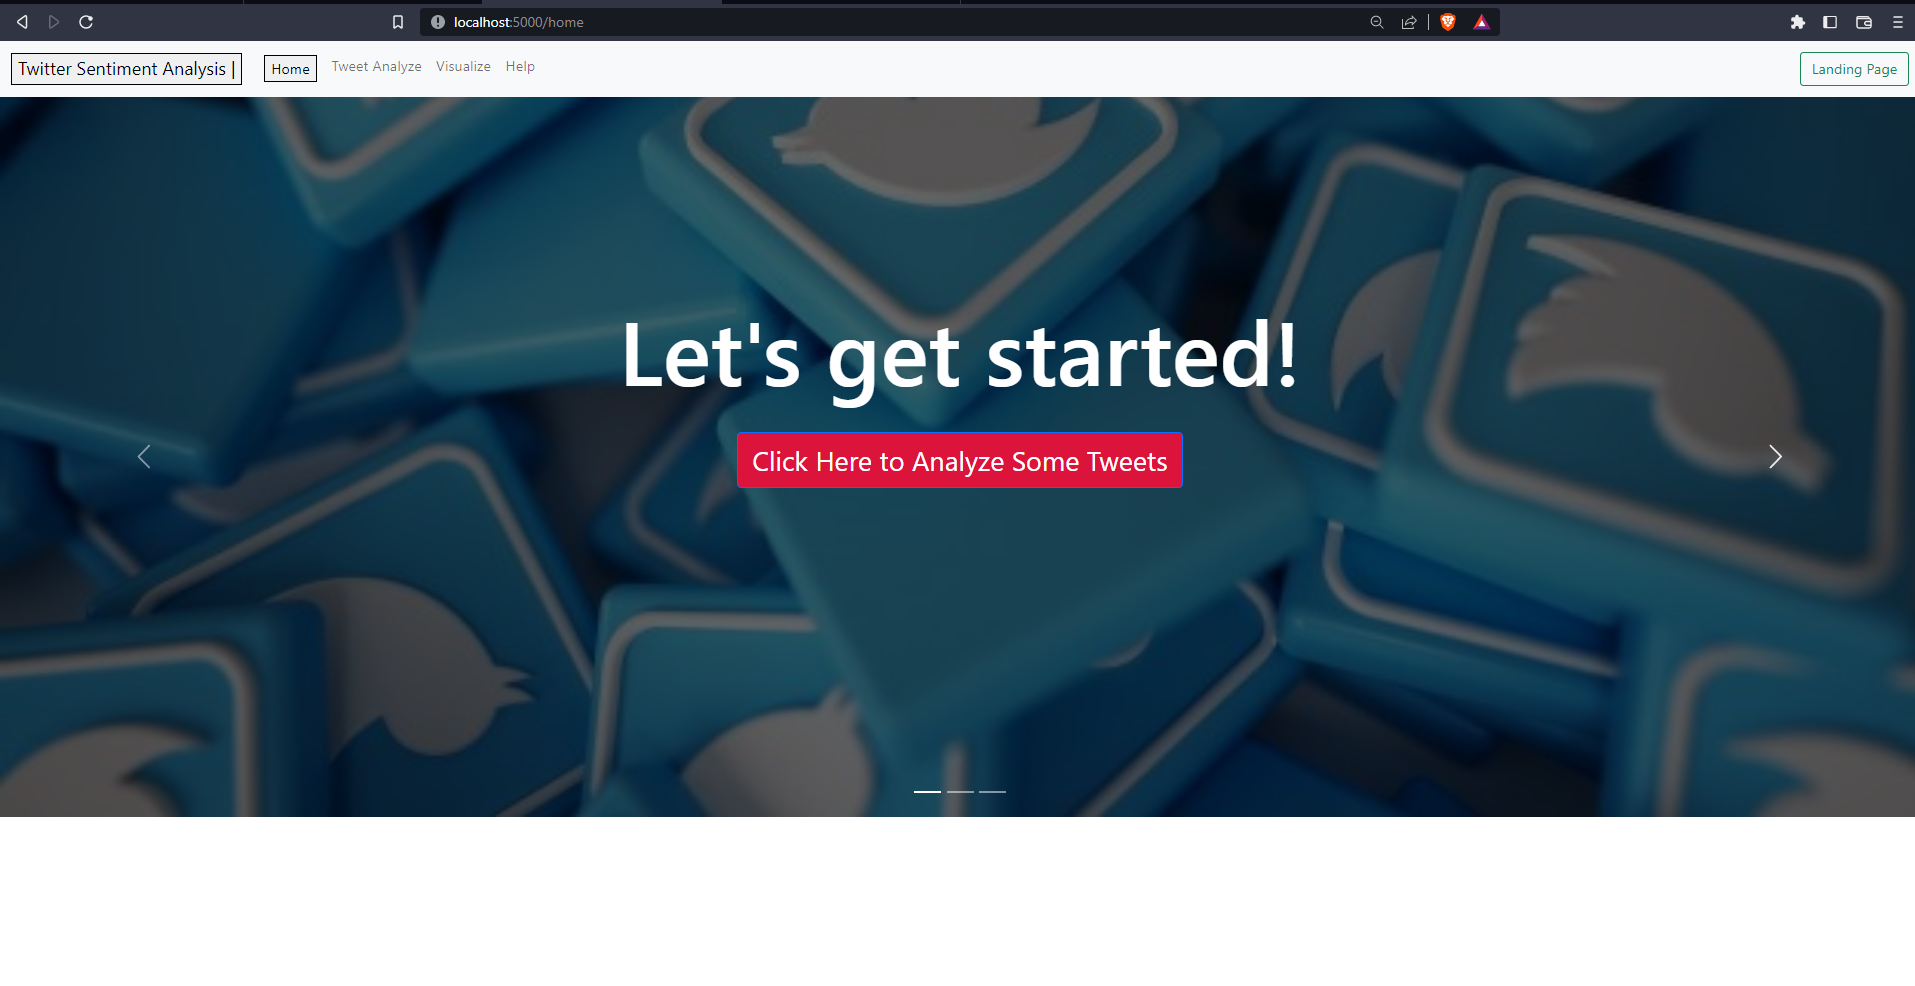 localhost:5000/home
Twitter Sentiment Analysis | Home Tweet Analyze Visualize Help Landing Page
Let's get started!
Click Here to Analyze Some Tweets